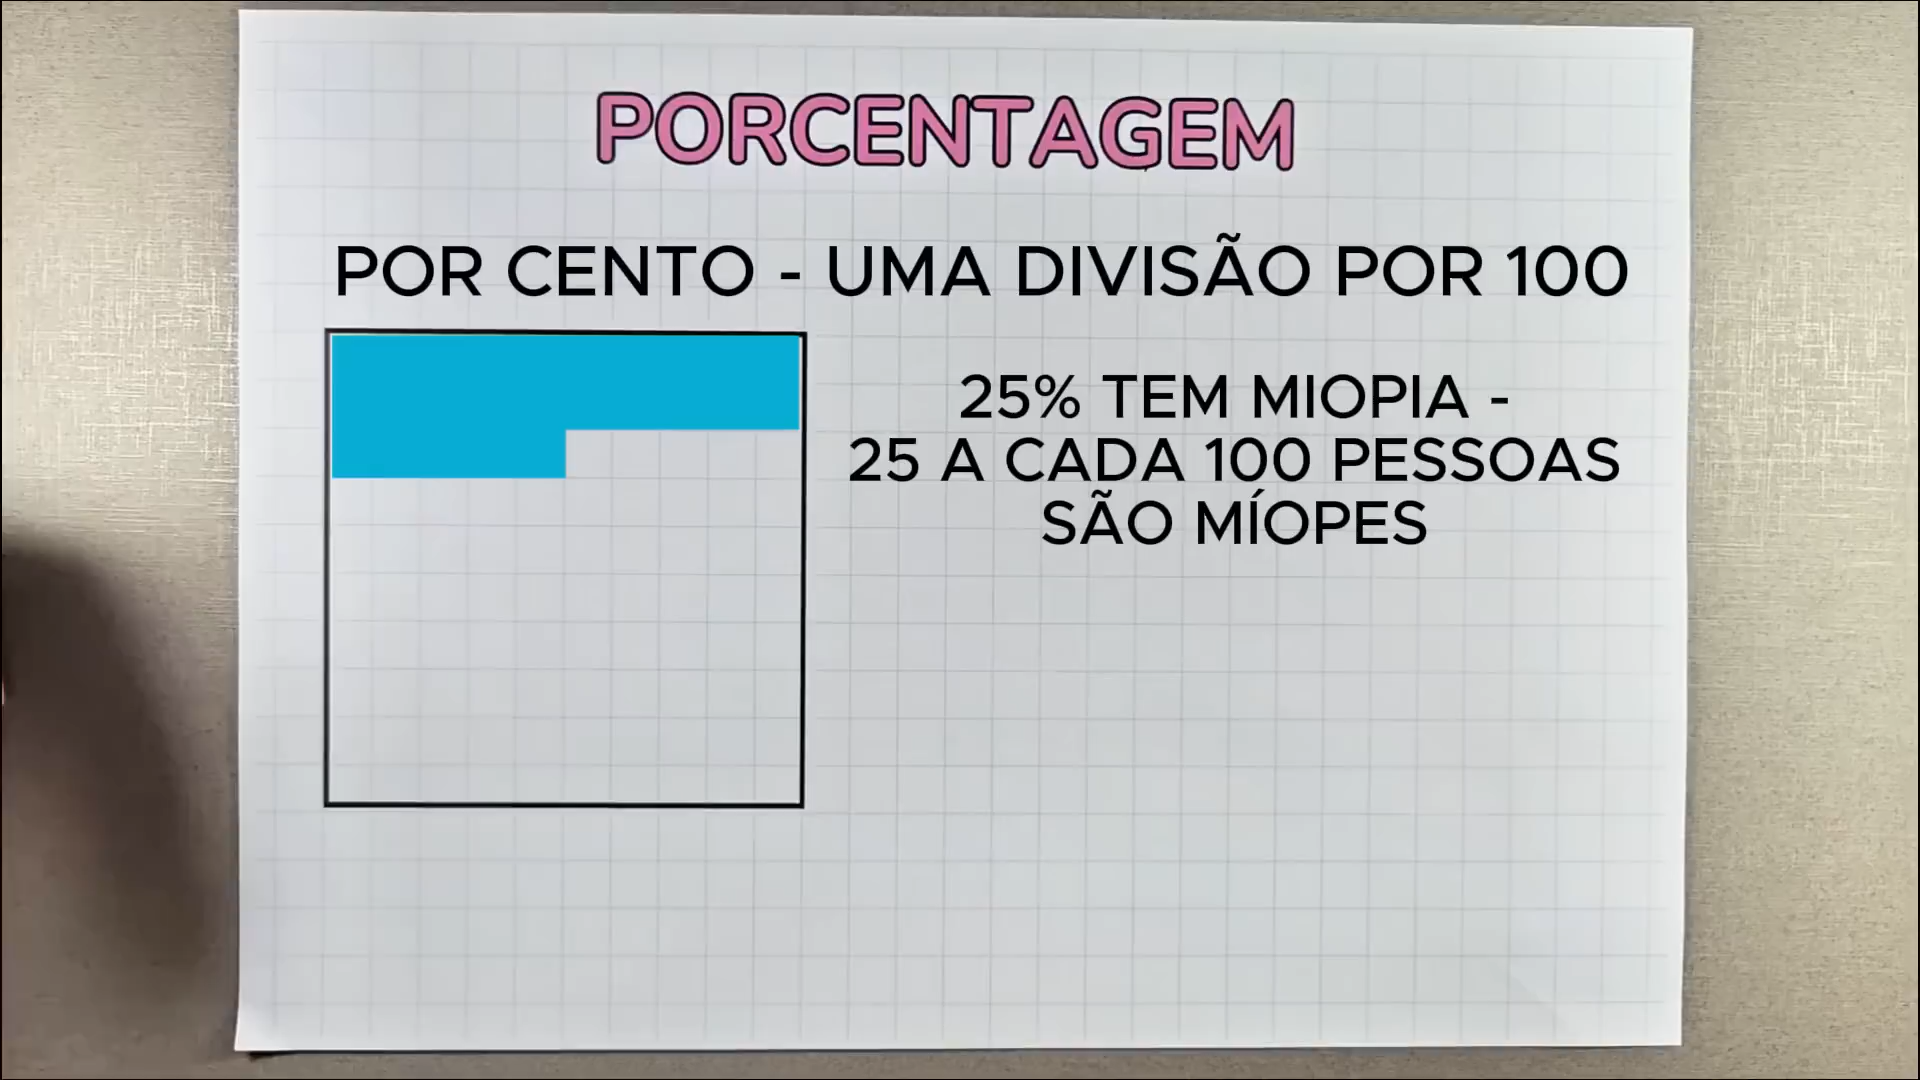 PORCENTAGEM
POR CENTO - UMA DIVISÃO POR 100
25% TEM MIOPIA -
25 A CADA 100 PESSOAS
SÃO MÍOPES